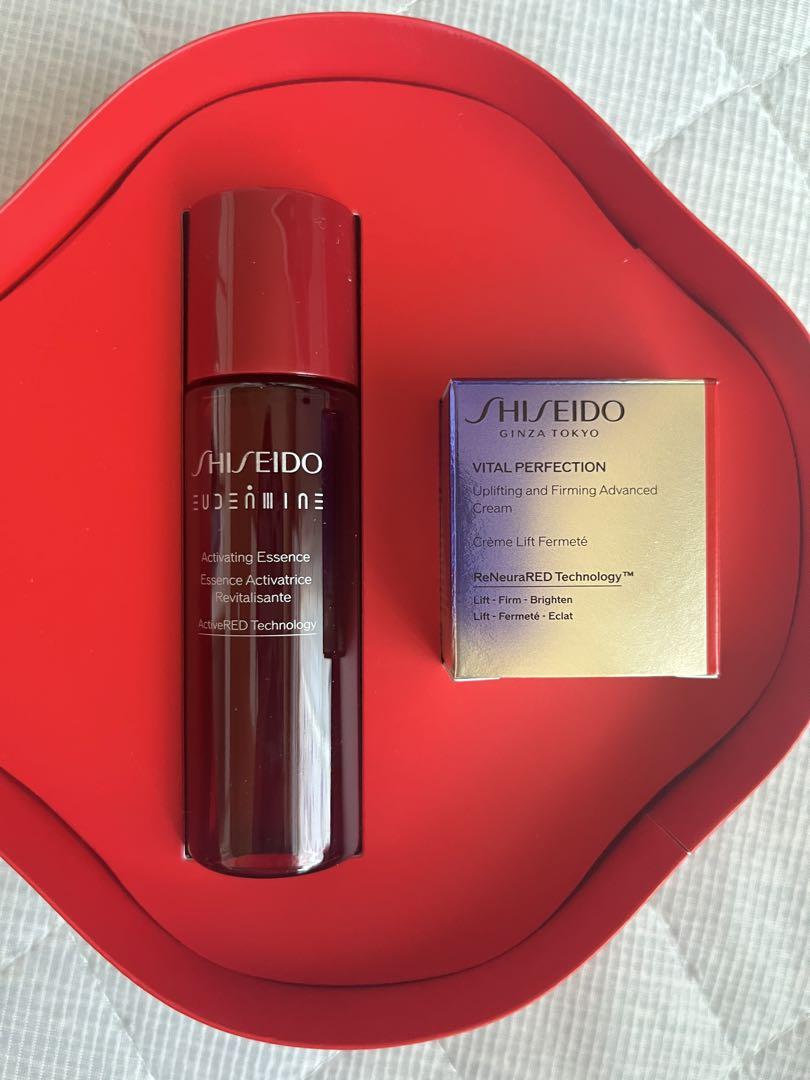 SHISEIDO
EUDERMINE
Activating Essence
Essence Activatrice
Revitalisante
ActiveRED Technology
SHISEIDO
GINZA TOKYO
VITAL PERFECTION
Uplifting and Firming Advanced
Cream
Crème Lift Fermeté
ReNeuraRED Technology™
Lift - Firm - Brighten
Lift - Fermeté - Eclat